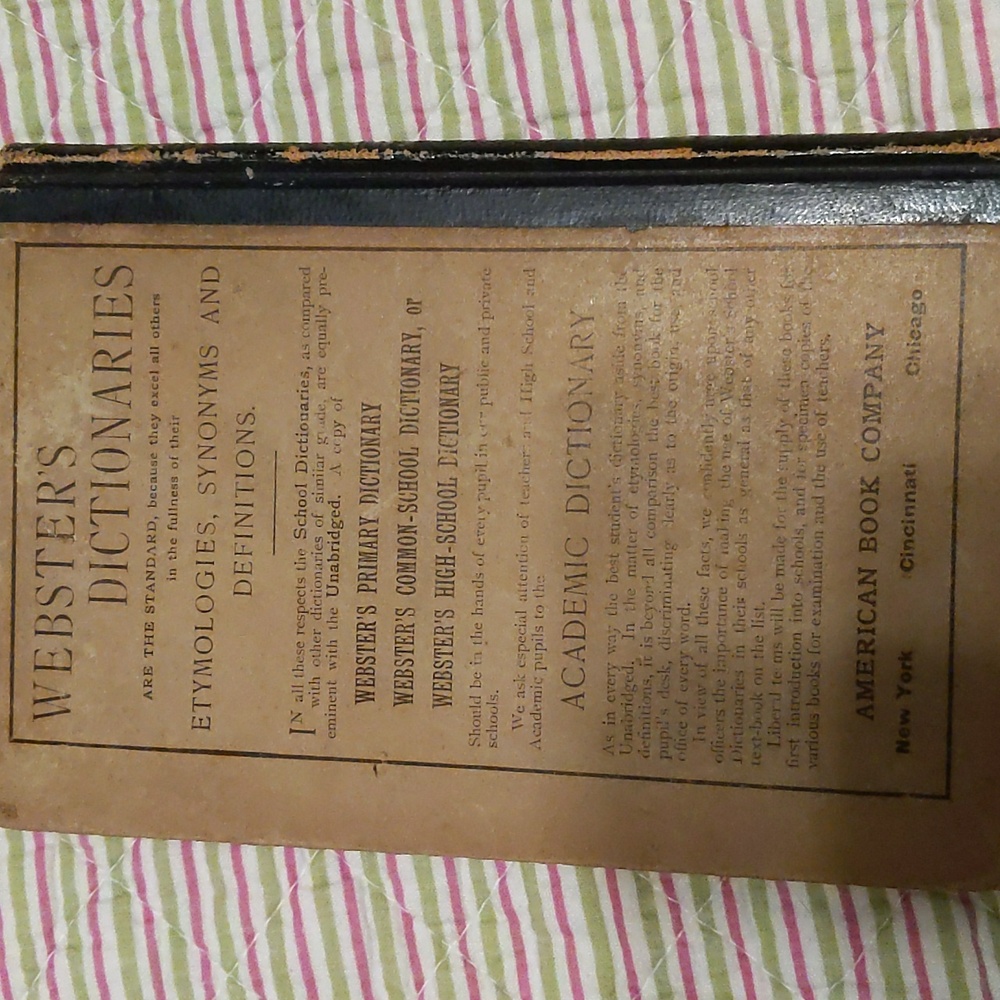 WEBSTER'S
DICTIONARIES
ARE THE STANDARD, because they excel all others
in the fullness of their
ETYMOLOGIES, SYNONYMS AND
DEFINITIONS.
IN all these respects the School Dictionaries, as compared
with other dictionaries of similar grade, are equally pre-
eminent with the Unabridged. A copy of
WEBSTER'S PRIMARY DICTIONARY
WEBSTER'S COMMON-SCHOOL DICTIONARY, or
WEBSTER'S HIGH-SCHOOL DICTIONARY
Should be in the hands of every pupil in our public and private
schools.
We ask especial attention of teacher and High School and
Academic pupils to the
ACADEMIC DICTIONARY
As in every way the best student's dictionary aside from the
Unabridged. In the matter of etymologies, synonyms, and
definitions, it is beyond all comparison the best book for the
pupil's desk, discriminating clearly as to the origin, use and
office of every word.
In view of all these facts, we confidently urge upon school
officers the importance of making the use of Webster's School
Dictionaries in their schools as general as that of any other
text-book on the list.
Liberal terms will be made for the supply of these books for
first introduction into schools, and for specimen copies of the
various books for examination and the use of teachers.
AMERICAN BOOK COMPANY
New York Cincinnati Chicago